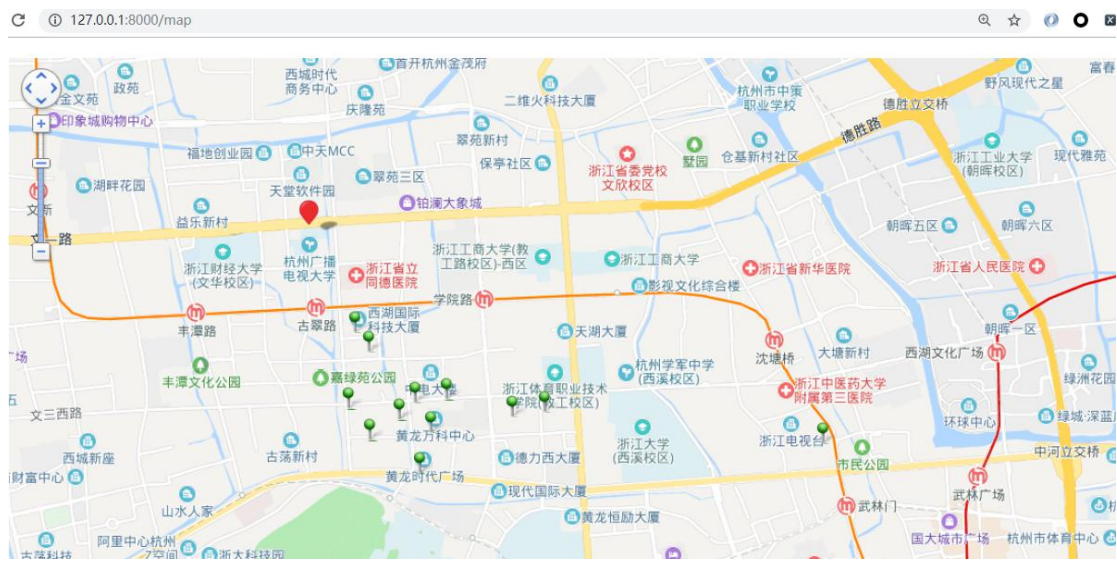 127.0.0.1:8000/map
首开杭州金茂府
西城时代
商务中心
政苑
金文苑
庆隆苑
二维火科技大厦
杭州市中策
职业学校
野风现代之星
富春
德胜立交桥
印象城购物中心
翠苑新村
德胜路
福地创业园
中天MCC
保亭社区
浙江省委党校
文欣校区
墅园
仓基新村社区
浙江工业大学
(朝晖校区)
现代雅苑
湖畔花园
天堂软件园
翠苑三区
铂澜大象城
文新
益乐新村
朝晖五区
朝晖六区
文一路
浙江财经大学
(文华校区)
杭州广播
电视大学
浙江省立
同德医院
浙江工商大学(教
工路校区)-西区
浙江工商大学
浙江省新华医院
浙江省人民医院
影视文化综合楼
学院路
丰潭路
古翠路
西湖国际
科技大厦
天湖大厦
朝晖一区
沈塘桥
大塘新村
西湖文化广场
广场
丰潭文化公园
嘉绿苑公园
中电大楼
浙江体育职业技术
学院(教工校区)
杭州学军中学
(西溪校区)
浙江中医药大学
附属第三医院
绿洲花园
文三西路
黄龙万科中心
浙江大学
(西溪校区)
浙江电视台
环球中心
绿城·深蓝
西城新座
古荡新村
德力西大厦
市民公园
中河立交桥
财富中心
黄龙时代广场
现代国际大厦
山水人家
武林门
武林广场
黄龙恒励大厦
阿里中心杭州
Z空间
浙大科技园
国大城市广场
杭州市体育中心
古荡科技